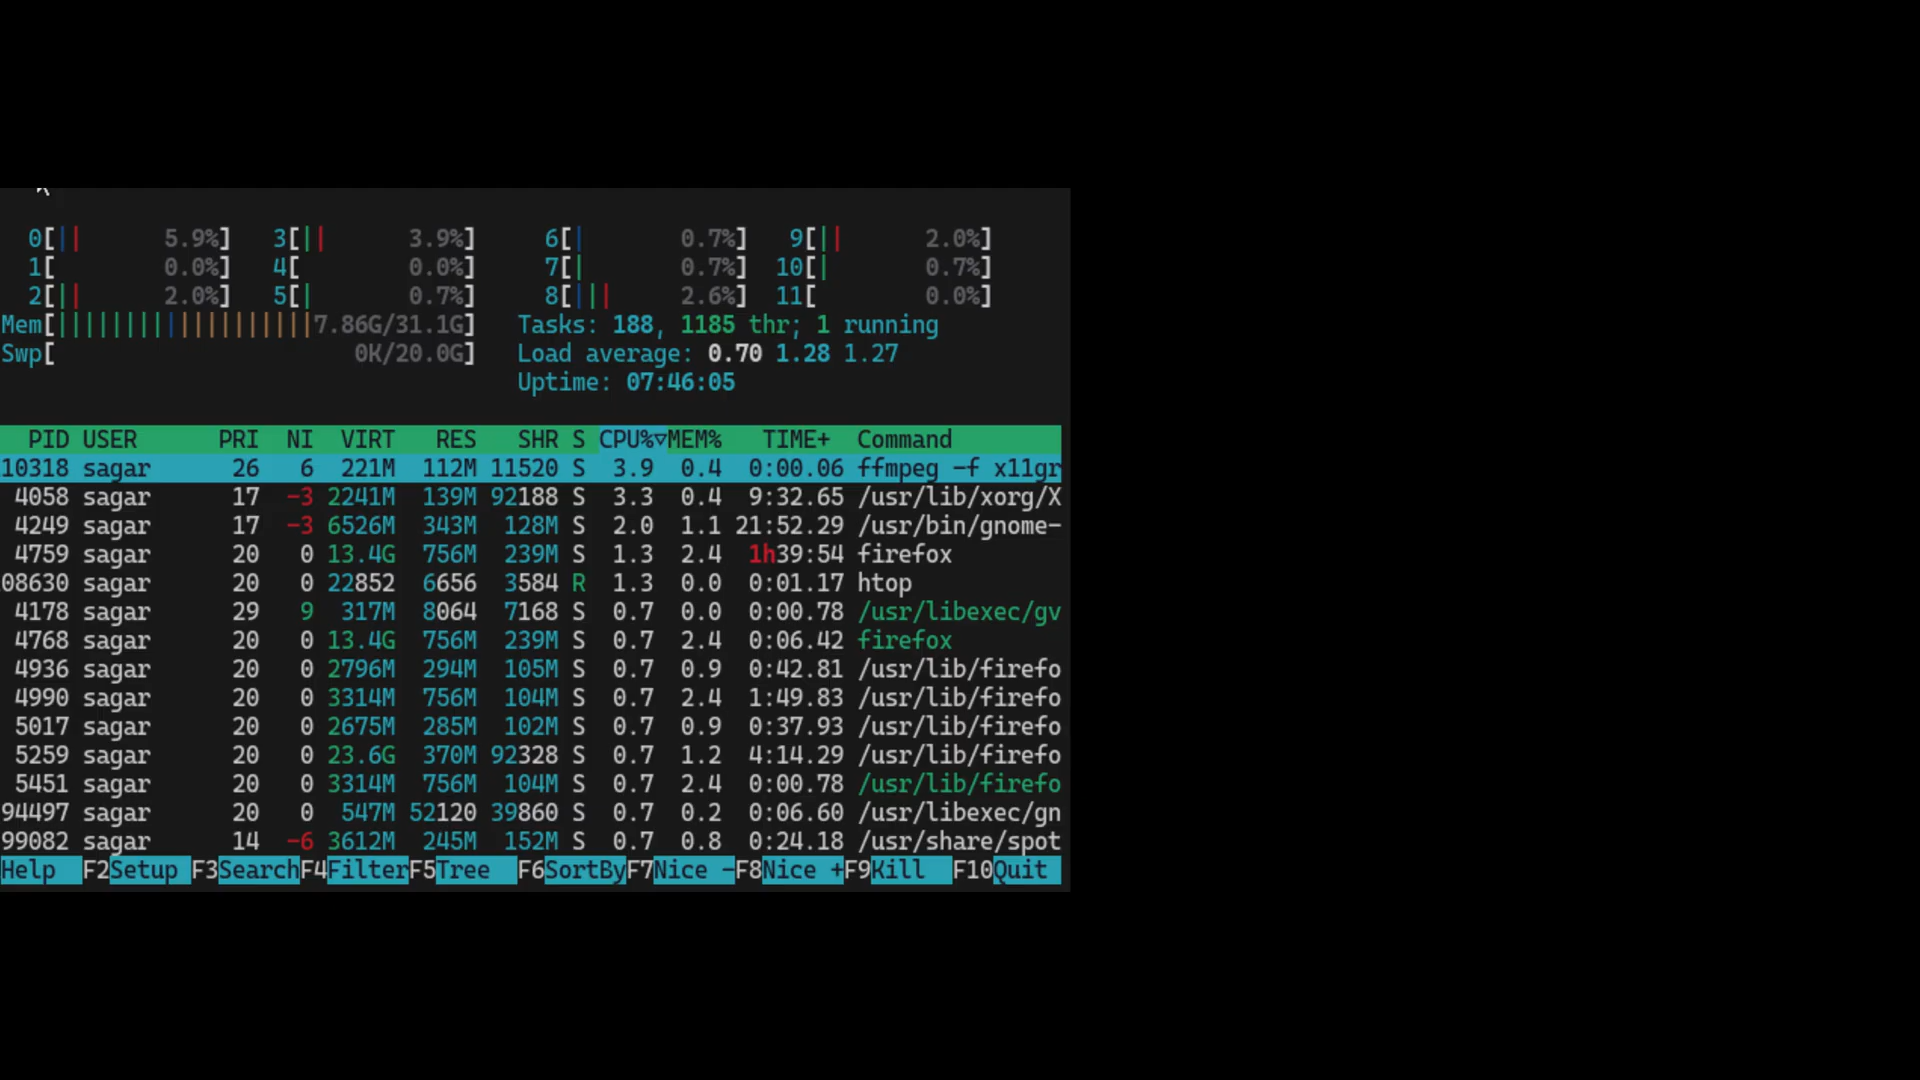 0[|| 5.9%] 3[|| 3.9%] 6[| 0.7%] 9[|| 2.0%]
1[ 0.0%] 4[ 0.0%] 7[| 0.7%] 10[| 0.7%]
2[|| 2.0%] 5[| 0.7%] 8[||| 2.6%] 11[ 0.0%]
Mem[||||||||||||||||||| 7.86G/31.1G] Tasks: 188, 1185 thr; 1 running
Swp[ 0K/20.0G] Load average: 0.70 1.28 1.27
Uptime: 07:46:05
PID USER PRI NI VIRT RES SHR S CPU%▽MEM% TIME+ Command
10318 sagar 26 6 221M 112M 11520 S 3.9 0.4 0:00.06 ffmpeg -f x11gr
4058 sagar 17 -3 2241M 139M 92188 S 3.3 0.4 9:32.65 /usr/lib/xorg/X
4249 sagar 17 -3 6526M 343M 128M S 2.0 1.1 21:52.29 /usr/bin/gnome-
4759 sagar 20 0 13.4G 756M 239M S 1.3 2.4 1h39:54 firefox
08630 sagar 20 0 22852 6656 3584 R 1.3 0.0 0:01.17 htop
4178 sagar 29 9 317M 8064 7168 S 0.7 0.0 0:00.78 /usr/libexec/gv
4768 sagar 20 0 13.4G 756M 239M S 0.7 2.4 0:06.42 firefox
4936 sagar 20 0 2796M 294M 105M S 0.7 0.9 0:42.81 /usr/lib/firefo
4990 sagar 20 0 3314M 756M 104M S 0.7 2.4 1:49.83 /usr/lib/firefo
5017 sagar 20 0 2675M 285M 102M S 0.7 0.9 0:37.93 /usr/lib/firefo
5259 sagar 20 0 23.6G 370M 92328 S 0.7 1.2 4:14.29 /usr/lib/firefo
5451 sagar 20 0 3314M 756M 104M S 0.7 2.4 0:00.78 /usr/lib/firefo
94497 sagar 20 0 547M 52120 39860 S 0.7 0.2 0:06.60 /usr/libexec/gn
99082 sagar 14 -6 3612M 245M 152M S 0.7 0.8 0:24.18 /usr/share/spot
Help F2Setup F3SearchF4FilterF5Tree F6SortByF7Nice -F8Nice +F9Kill F10Quit